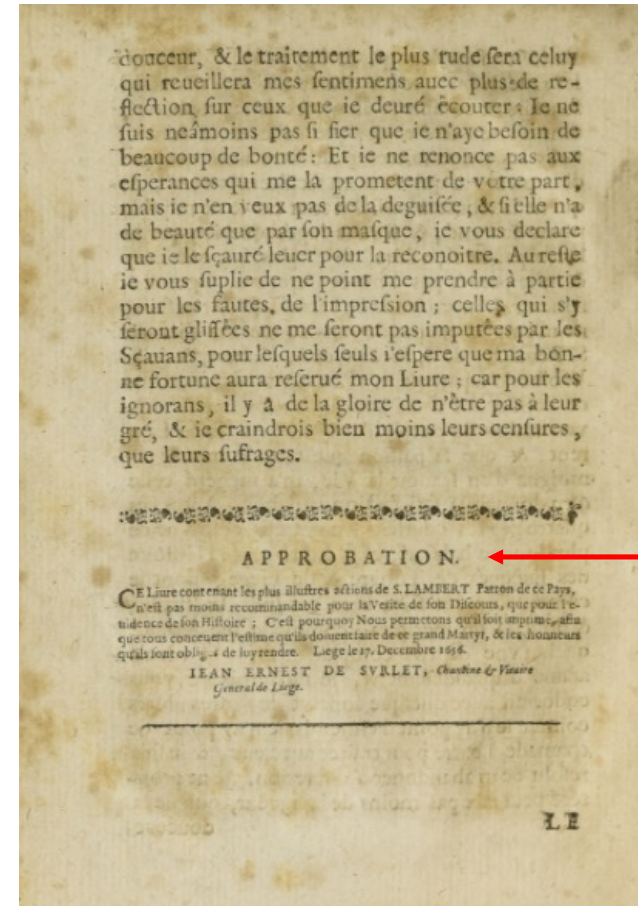 douceur, & le traitement le plus rude ſera celuy
qui reueillera mes ſentimens auec plus de re-
flection ſur ceux que ie deuré ècouter: Ie ne
ſuis neâmoins pas ſi fier que ie n'aye beſoin de
beaucoup de bonté: Et ie ne renonce pas aux
eſperances qui me la prometent de votre part,
mais ie n'en veux pas de la deguiſée, & ſi elle n'a
de beauté que par ſon maſque, ie vous declare
que ie le ſçauré leuer pour la reconoitre. Au reſte
ie vous ſuplie de ne point me prendre à partie
pour les fautes, de l'impreſsion; celles qui s'y
ſeront gliſſées ne me ſeront pas imputées par les
Sçauans, pour leſquels ſeuls i'eſpere que ma bon-
ne fortune aura reſerué mon Liure; car pour les
ignorans, il y â de la gloire de n'être pas à leur
gré, & ie craindrois bien moins leurs cenſures,
que leurs ſufrages.
APPROBATION.
CE Liure contenant les plus illuſtres actions de S. LAMBERT Patron de ce Pays,
n'eſt pas moins recommandable pour la Verite de ſon Diſcours, que pour l'e-
uidence de ſon Hiſtoire; C'eſt pourquoy Nous permetons qu'il ſoit imprimé, afin
que tous conceuent l'eſtime qu'ils doiuent faire de ce grand Martyr, & les honneurs
qu'ils ſont obligés de luy rendre. Liege le 17. Decembre 1656.
IEAN ERNEST DE SVRLET, Chantine & Vicaire
General de Liege.
LE